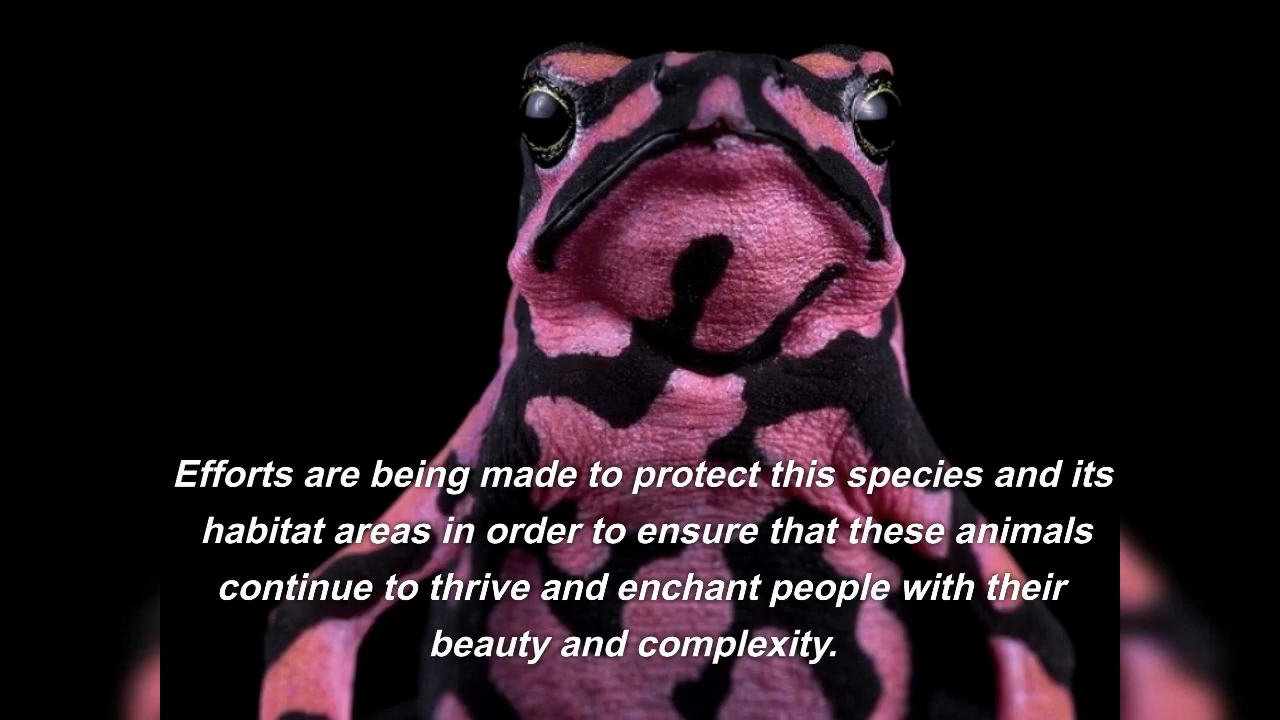 Efforts are being made to protect this species and its
habitat areas in order to ensure that these animals
continue to thrive and enchant people with their
beauty and complexity.